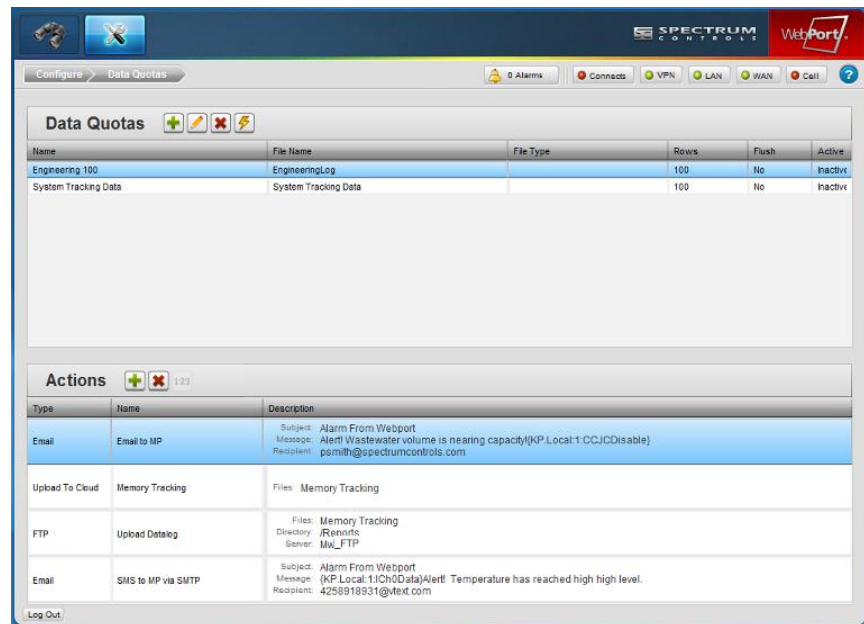 SPECTRUM
CONTROLS
WebPort.
Configure Data Quotas
0 Alarms Connects VPN LAN WAN Cell ?
Data Quotas
Name File Name File Type Rows Flush Active
Engineering 100 EngineeringLog 100 No Inactive
System Tracking Data System Tracking Data 100 No Inactive
Actions 123
Type Name Description
Email Email to MP
Subject: Alarm From Webport
Message: Alert! Wastewater volume is nearing capacity!{KP.Local:1:CCJCDisable}
Recipient: psmith@spectrumcontrols.com
Upload To Cloud Memory Tracking Files: Memory Tracking
FTP Upload Datalog
Files: Memory Tracking
Directory: /Reports
Server: Mw_FTP
Email SMS to MP via SMTP
Subject: Alarm From Webport
Message: {KP.Local:1:ICh0Data}Alert! Temperature has reached high high level.
Recipient: 4258918931@vtext.com
Log Out